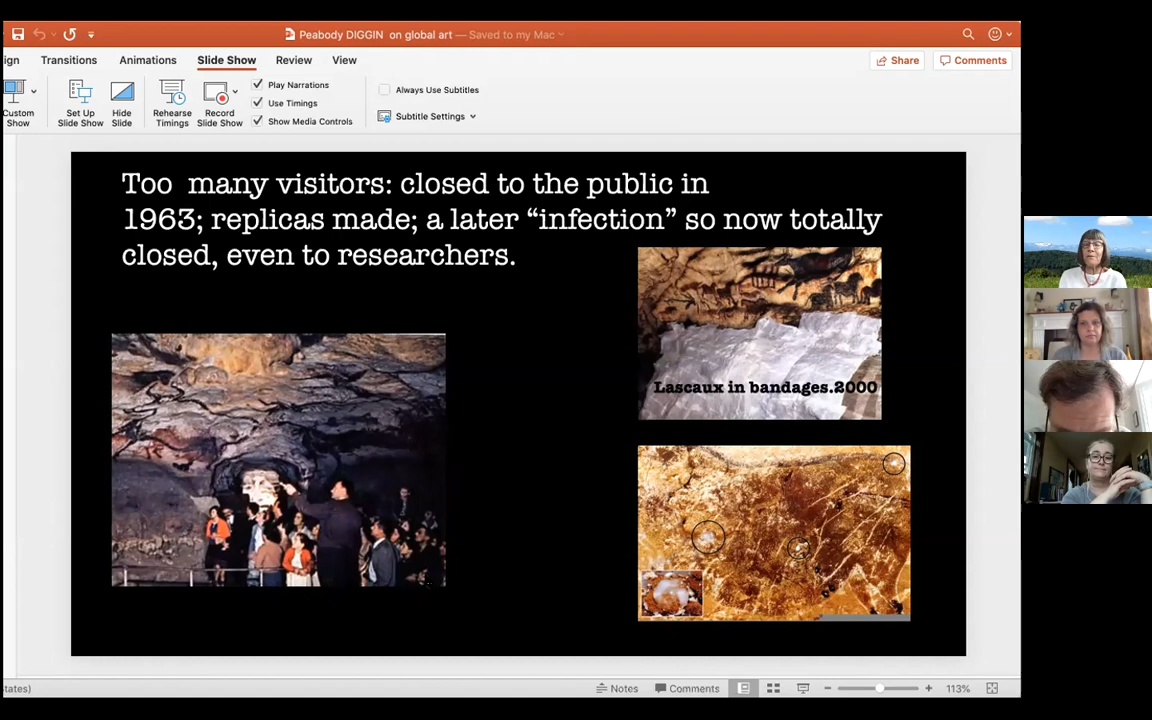 Peabody DIGGIN on global art — Saved to my Mac
ign Transitions Animations Slide Show Review View
Share Comments
Custom Show
Set Up Slide Show
Hide Slide
Rehearse Timings
Record Slide Show
Play Narrations
Use Timings
Show Media Controls
Always Use Subtitles
Subtitle Settings
Too many visitors: closed to the public in
1963; replicas made; a later “infection” so now totally
closed, even to researchers.
Lascaux in bandages.2000
tates) Notes Comments 113%